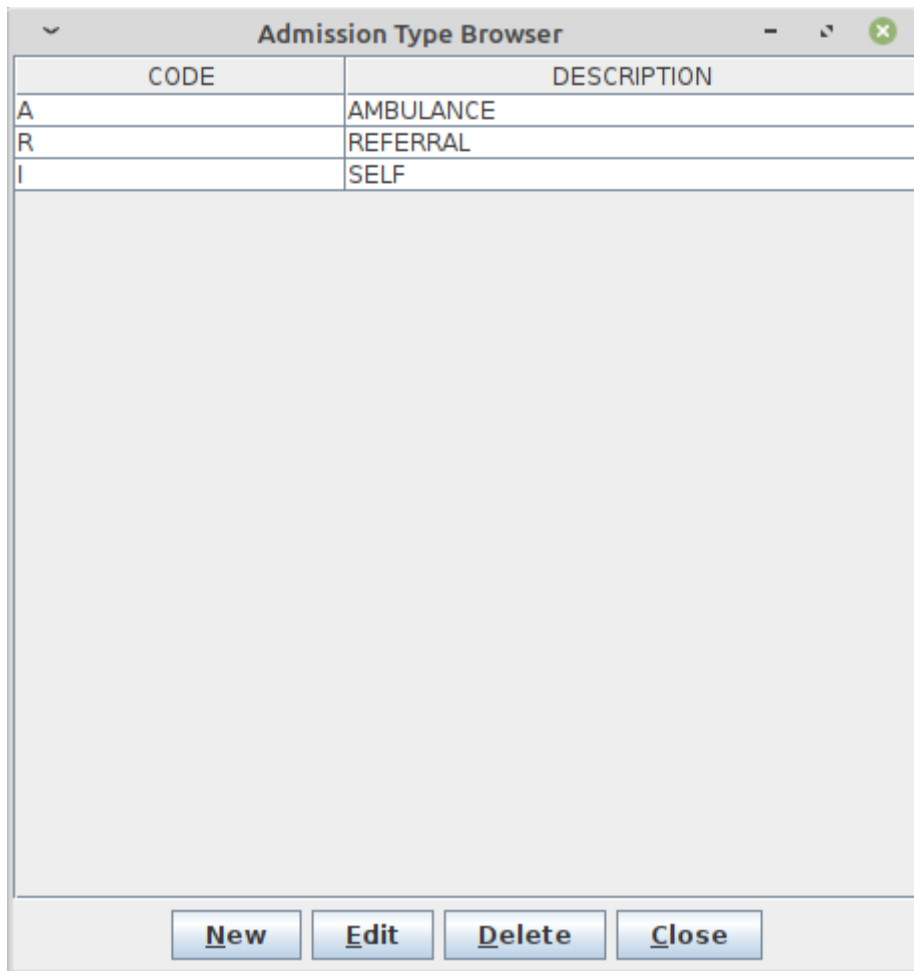 Admission Type Browser
CODE DESCRIPTION
A AMBULANCE
R REFERRAL
I SELF
New Edit Delete Close